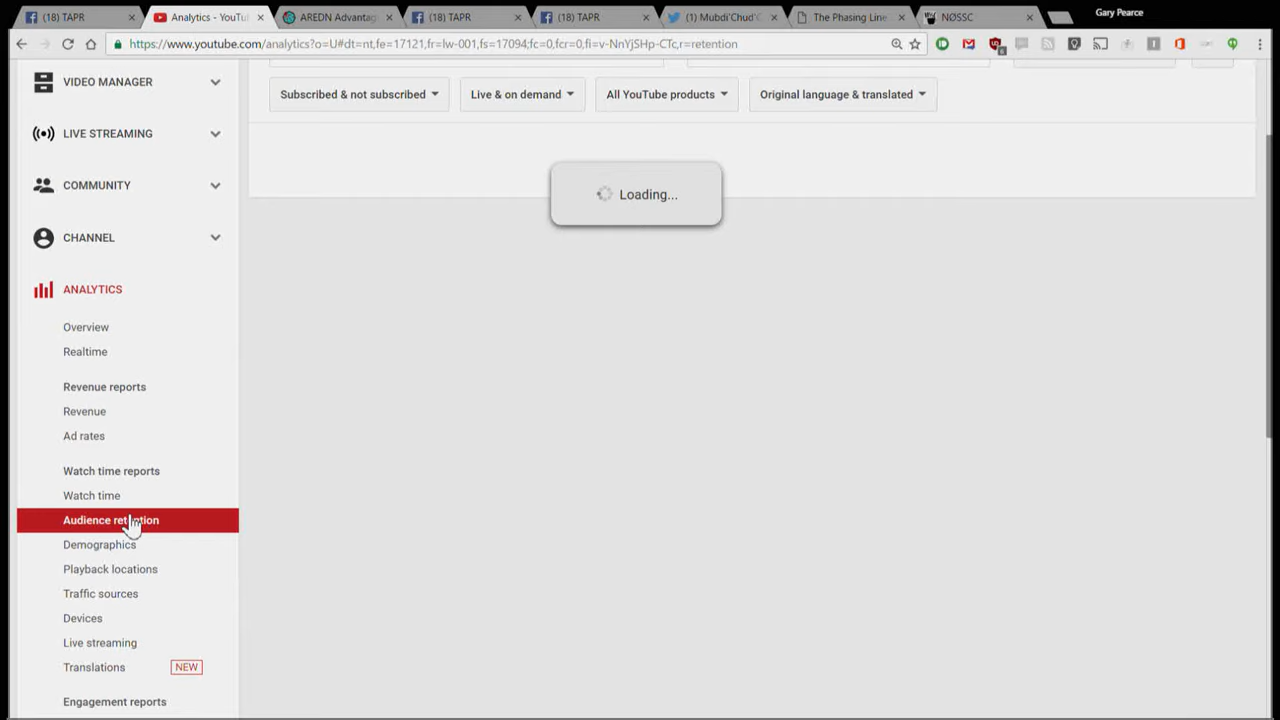 Gary Pearce
(18) TAPR
Analytics - YouTu
AREDN Advantag
(18) TAPR
(18) TAPR
(1) Mubdi'Chud'C
The Phasing Line
NØSSC
https://www.youtube.com/analytics?o=U#dt=nt,fe=17121,fr=lw-001,fs=17094;fc=0,fcr=0,fi=v-NnYjSHp-CTc,r=retention
VIDEO MANAGER
Subscribed & not subscribed
Live & on demand
All YouTube products
Original language & translated
LIVE STREAMING
COMMUNITY
Loading...
CHANNEL
ANALYTICS
Overview
Realtime
Revenue reports
Revenue
Ad rates
Watch time reports
Watch time
Audience retention
Demographics
Playback locations
Traffic sources
Devices
Live streaming
Translations NEW
Engagement reports